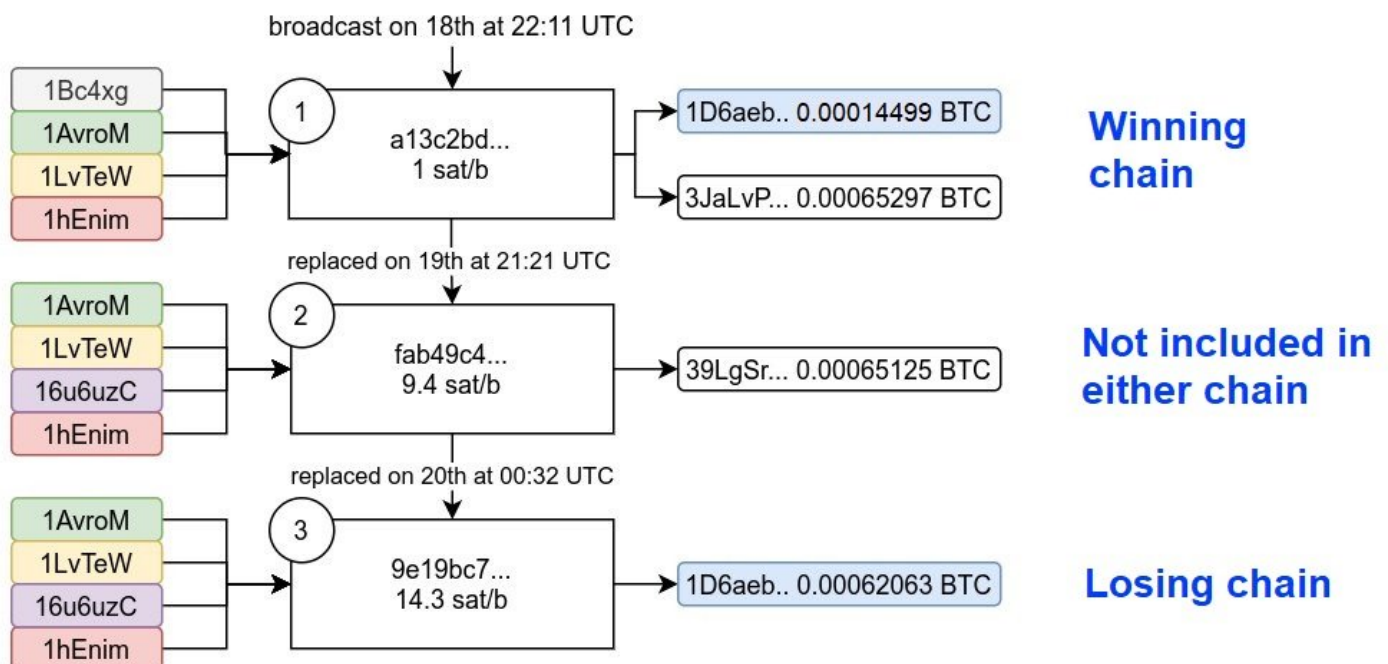 broadcast on 18th at 22:11 UTC
1Bc4xg
1AvroM
1LvTeW
1hEnim
1
a13c2bd...
1 sat/b
1D6aeb.. 0.00014499 BTC
3JaLvP... 0.00065297 BTC
Winning
chain
replaced on 19th at 21:21 UTC
1AvroM
1LvTeW
16u6uzC
1hEnim
2
fab49c4...
9.4 sat/b
39LgSr... 0.00065125 BTC
Not included in
either chain
replaced on 20th at 00:32 UTC
1AvroM
1LvTeW
16u6uzC
1hEnim
3
9e19bc7...
14.3 sat/b
1D6aeb.. 0.00062063 BTC
Losing chain